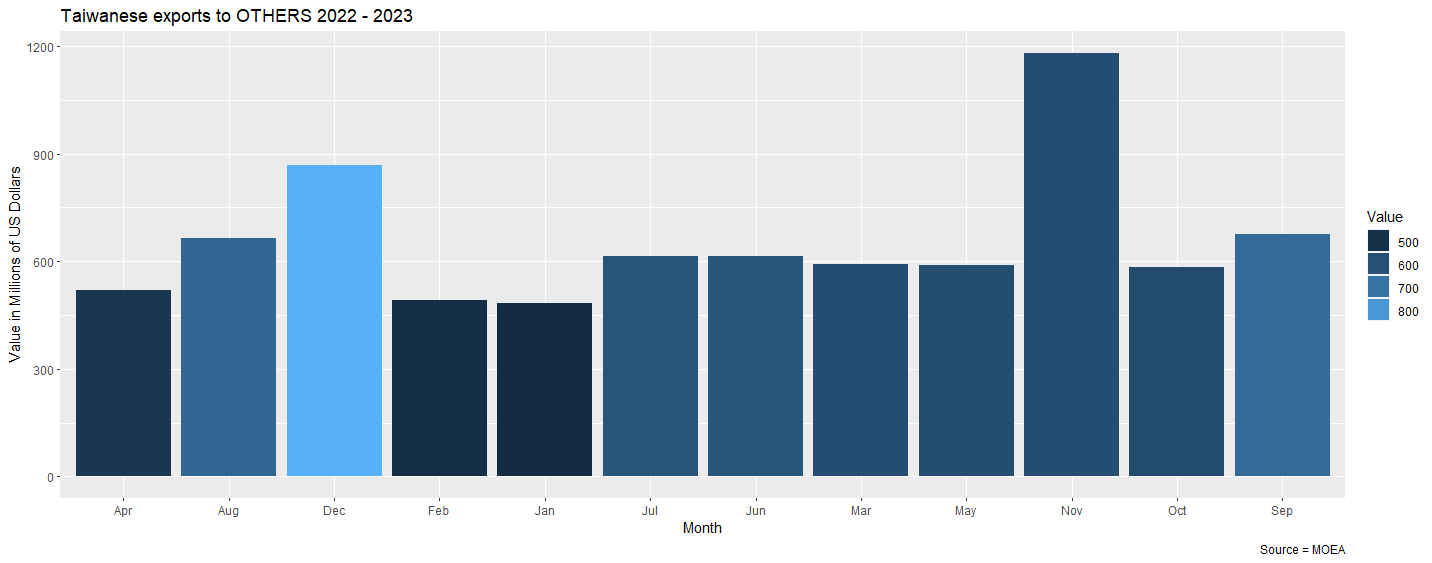 Taiwanese exports to OTHERS 2022 - 2023
Value in Millions of US Dollars
1200
900
600
300
0
Apr Aug Dec Feb Jan Jul Jun Mar May Nov Oct Sep
Month
Value
500
600
700
800
Source = MOEA